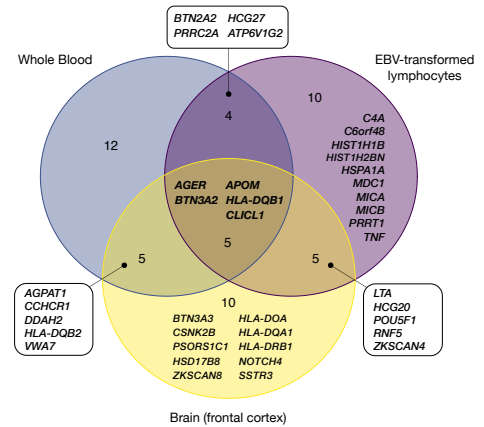 BTN2A2 HCG27
PRRC2A ATP6V1G2
Whole Blood
EBV-transformed
lymphocytes
10
4
12
C4A
C6orf48
HIST1H1B
HIST1H2BN
HSPA1A
MDC1
MICA
MICB
PRRT1
TNF
AGER APOM
BTN3A2 HLA-DQB1
CLICL1
5
5
5
AGPAT1
CCHCR1
DDAH2
HLA-DQB2
VWA7
LTA
HCG20
POU5F1
RNF5
ZKSCAN4
10
BTN3A3 HLA-DOA
CSNK2B HLA-DQA1
PSORS1C1 HLA-DRB1
HSD17B8 NOTCH4
ZKSCAN8 SSTR3
Brain (frontal cortex)